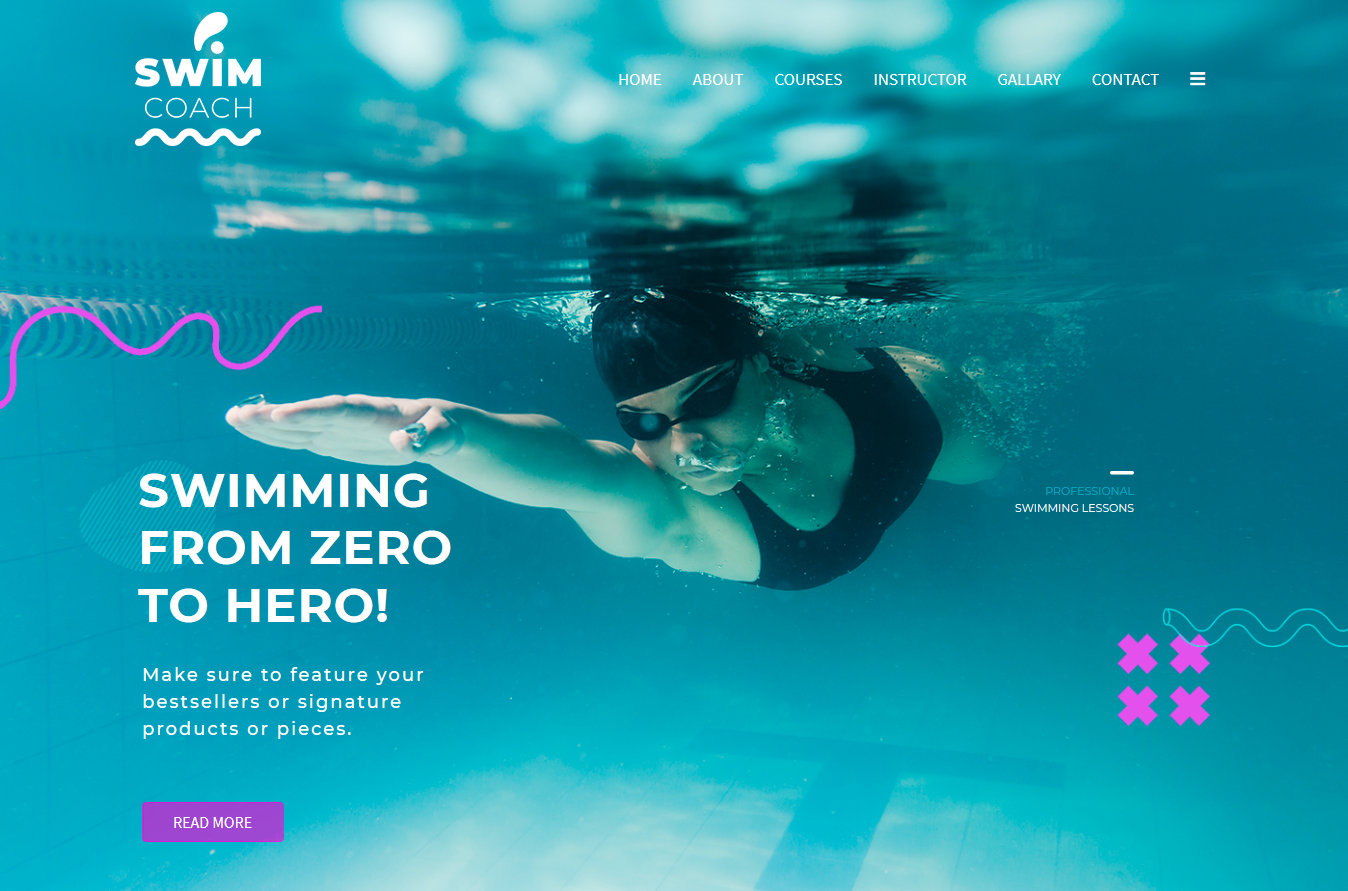 SWIM
COACH
HOME ABOUT COURSES INSTRUCTOR GALLARY CONTACT
SWIMMING
FROM ZERO
TO HERO!
PROFESSIONAL
SWIMMING LESSONS
Make sure to feature your
bestsellers or signature
products or pieces.
READ MORE